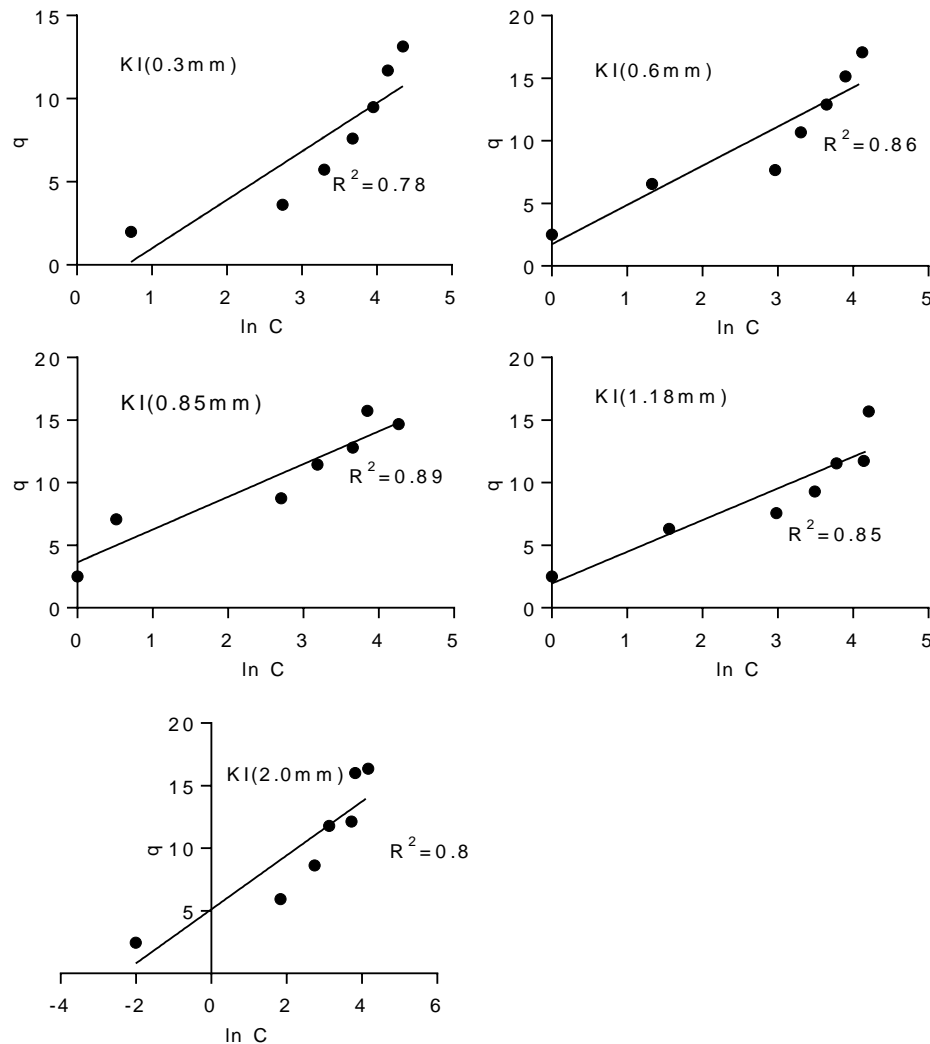 15
KI(0.3mm)
10
q
R²=0.78
5
0
0 1 2 3 4 5
ln C
20
KI(0.6mm)
15
q
10
R²=0.86
5
0
0 1 2 3 4 5
ln C
20
KI(0.85mm)
15
q
10
R²=0.89
5
0
0 1 2 3 4 5
ln C
20
KI(1.18mm)
15
q
10
R²=0.85
5
0
0 1 2 3 4 5
ln C
20
KI(2.0mm)
15
q
10
R²=0.8
5
-4 -2 0 2 4 6
ln C